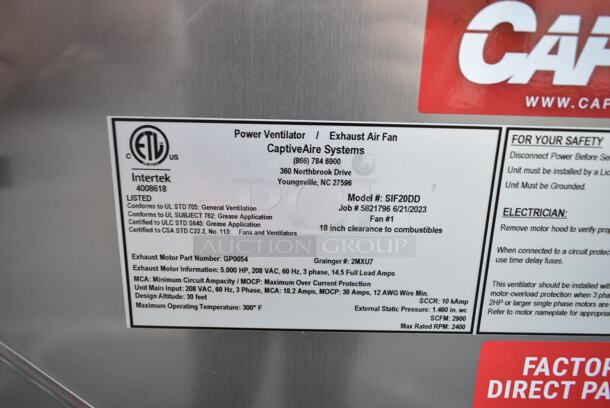 CAP
WWW.CAP
C ETL US
LISTED
Intertek
4008618
Power Ventilator / Exhaust Air Fan
CaptiveAire Systems
(866) 784 6900
360 Northbrook Drive
Youngsville, NC 27596
LISTED
Conforms to UL STD 705: General Ventilation
Conforms to UL SUBJECT 762: Grease Application
Certified to ULC STD S645: Grease Application
Certified to CSA STD C22.2, No. 113: Fans and Ventilators
Model #: SIF20DD
Job # 5821796 6/21/2023
Fan #1
18 inch clearance to combustibles
Exhaust Motor Part Number: GP0054 Grainger #: 2MXU7
Exhaust Motor Information: 5.000 HP, 208 VAC, 60 Hz, 3 phase, 14.5 Full Load Amps
MCA: Minimum Circuit Ampacity / MOCP: Maximum Over Current Protection
Unit Main Input: 208 VAC, 60 Hz, 3 Phase, MCA: 18.2 Amps, MOCP: 30 Amps, 12 AWG Wire Min.
Design Altitude: 30 feet
Maximum Operating Temperature: 300° F
SCCR: 10 kAmp
External Static Pressure: 1.460 in. wc
SCFM: 2900
Max Rated RPM: 2400
FOR YOUR SAFETY
Disconnect Power Before Se
Unit must be installed by a Lic
Unit Must be Grounded.
ELECTRICIAN:
Remove motor hood to verify prop
When connected to a circuit protec
use time delay fuses.
This ventilator should be installed wit
motor-overload protection when 3 pha
2HP or larger single phase motors are
Refer to motor nameplate for appropria
FACTOR
DIRECT PA
AUCTION GROUP